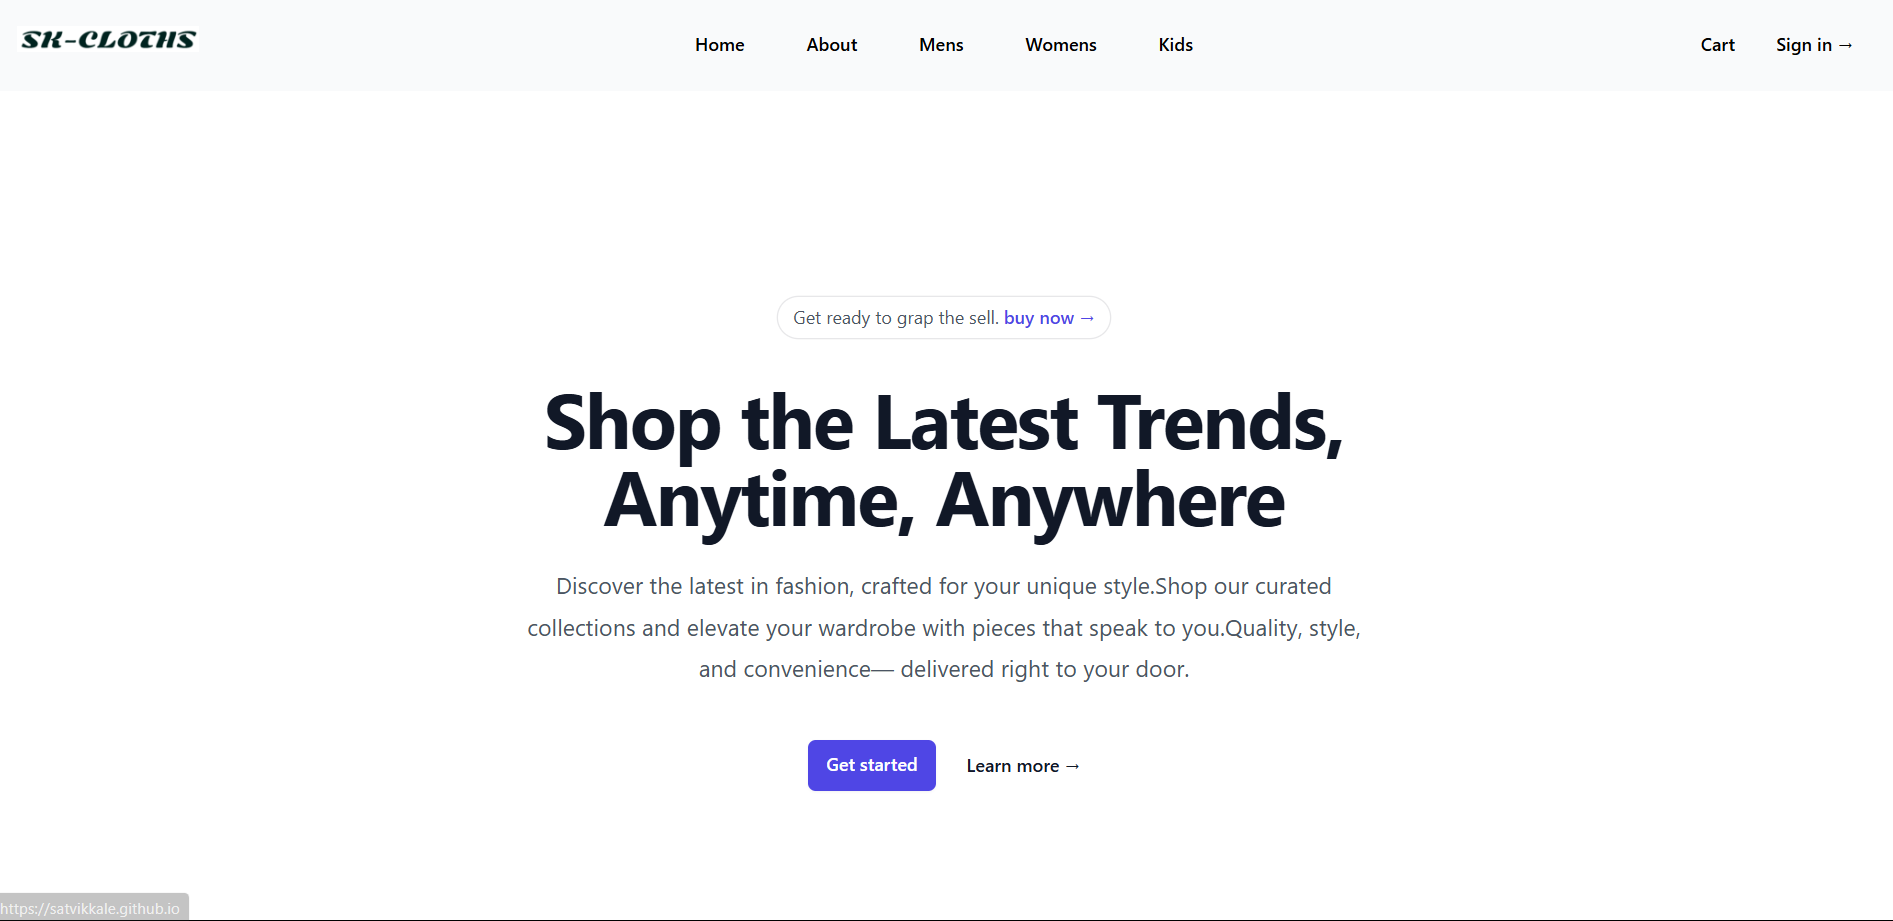 SK-CLOTHS
Home About Mens Womens Kids
Cart Sign in →
Get ready to grap the sell. buy now →
Shop the Latest Trends,
Anytime, Anywhere
Discover the latest in fashion, crafted for your unique style.Shop our curated
collections and elevate your wardrobe with pieces that speak to you.Quality, style,
and convenience— delivered right to your door.
Get started Learn more →
https://satvikkale.github.io